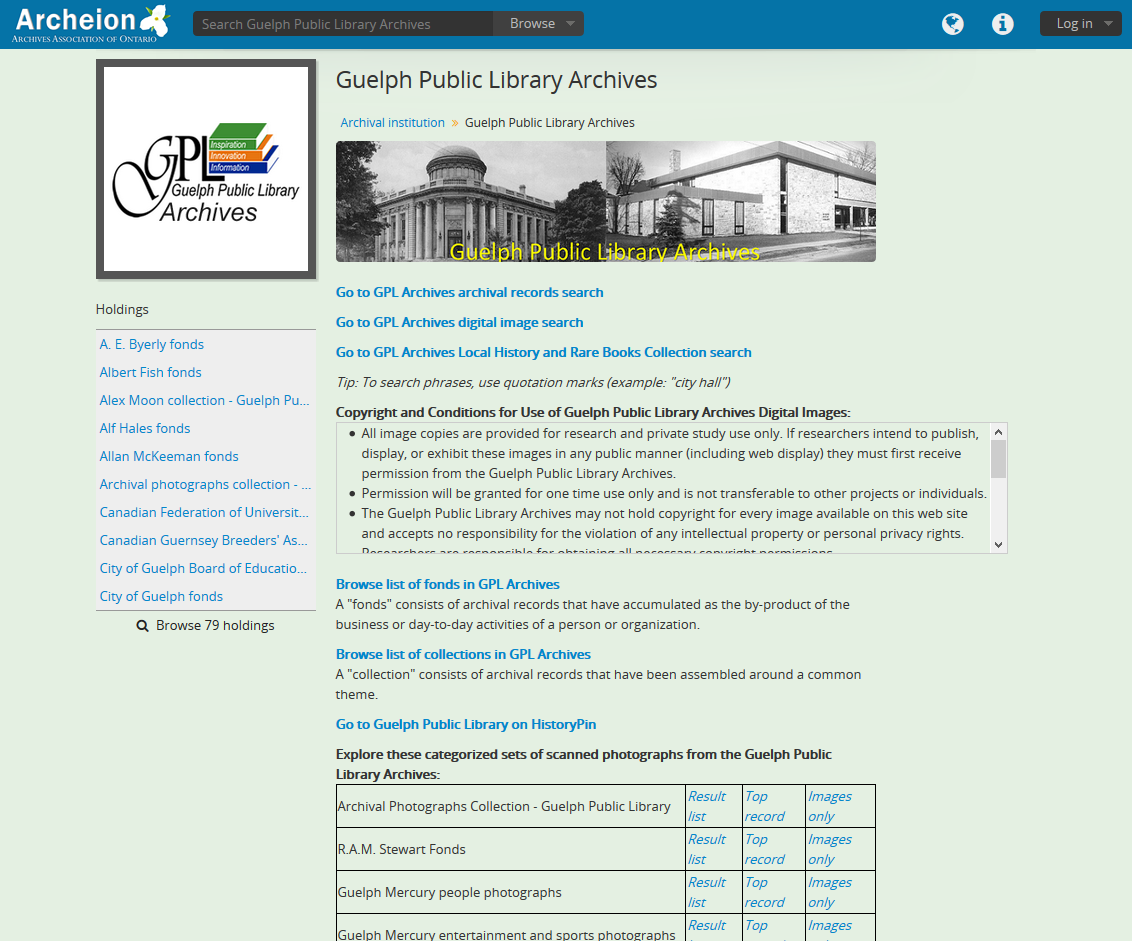 Archeion
Archives Association of Ontario
Search Guelph Public Library Archives
Browse
Log in
GPL
Inspiration
Innovation
Information
Guelph Public Library
Archives
Holdings
A. E. Byerly fonds
Albert Fish fonds
Alex Moon collection - Guelph Pu...
Alf Hales fonds
Allan McKeeman fonds
Archival photographs collection - ...
Canadian Federation of Universit...
Canadian Guernsey Breeders' As...
City of Guelph Board of Educatio...
City of Guelph fonds
Browse 79 holdings
Guelph Public Library Archives
Archival institution » Guelph Public Library Archives
Guelph Public Library Archives
Go to GPL Archives archival records search
Go to GPL Archives digital image search
Go to GPL Archives Local History and Rare Books Collection search
Tip: To search phrases, use quotation marks (example: "city hall")
Copyright and Conditions for Use of Guelph Public Library Archives Digital Images:
• All image copies are provided for research and private study use only. If researchers intend to publish,
display, or exhibit these images in any public manner (including web display) they must first receive
permission from the Guelph Public Library Archives.
• Permission will be granted for one time use only and is not transferable to other projects or individuals.
• The Guelph Public Library Archives may not hold copyright for every image available on this web site
and accepts no responsibility for the violation of any intellectual property or personal privacy rights.
Researchers are responsible for obtaining all necessary copyright permissions.
Browse list of fonds in GPL Archives
A "fonds" consists of archival records that have accumulated as the by-product of the
business or day-to-day activities of a person or organization.
Browse list of collections in GPL Archives
A "collection" consists of archival records that have been assembled around a common
theme.
Go to Guelph Public Library on HistoryPin
Explore these categorized sets of scanned photographs from the Guelph Public
Library Archives:
Archival Photographs Collection - Guelph Public Library
Result
list
Top
record
Images
only
R.A.M. Stewart Fonds
Result
list
Top
record
Images
only
Guelph Mercury people photographs
Result
list
Top
record
Images
only
Guelph Mercury entertainment and sports photographs
Result
Top
Images